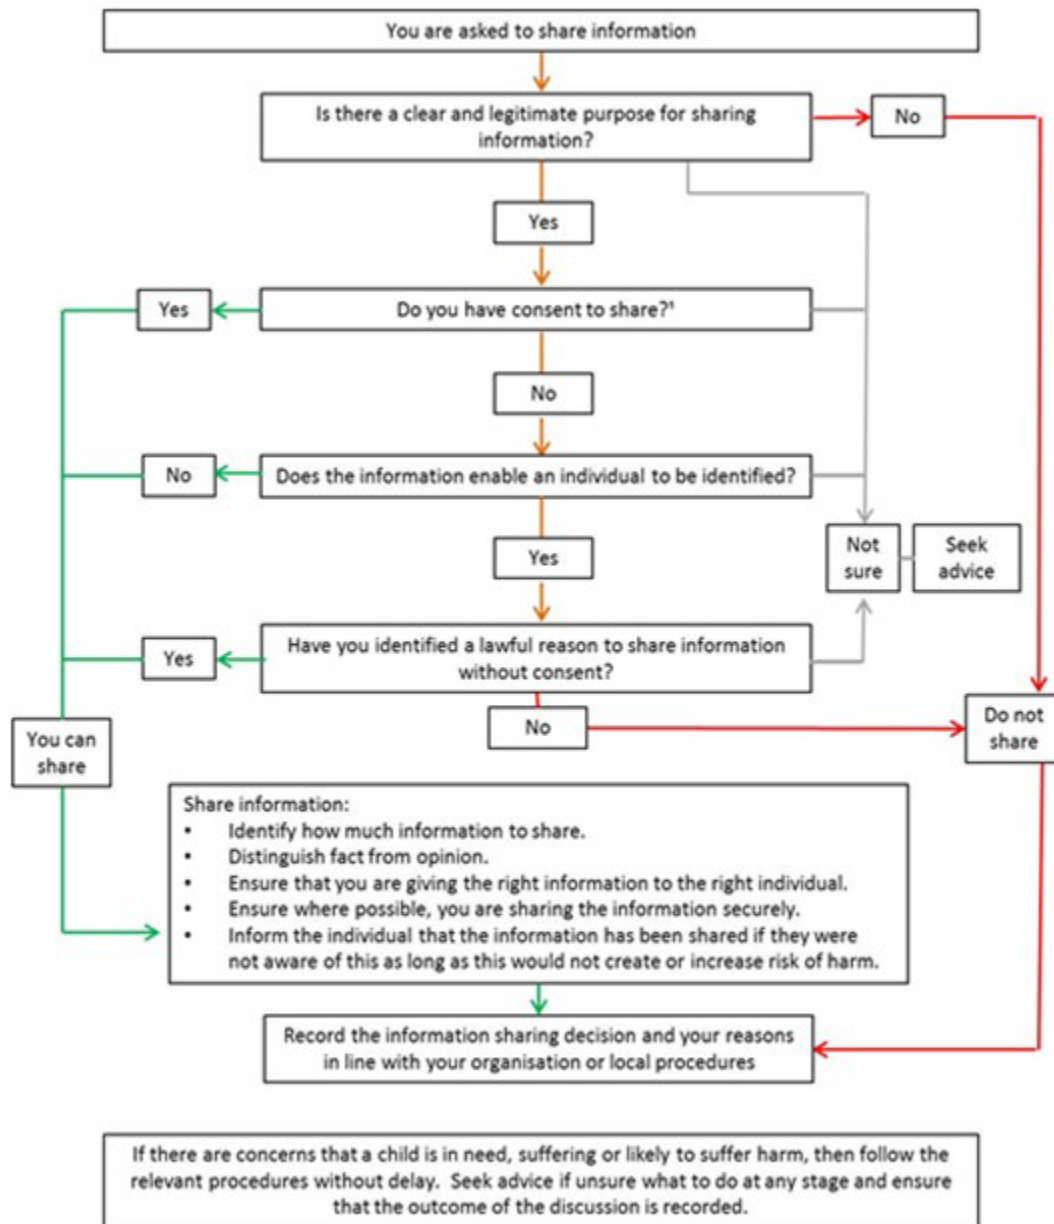 You are asked to share information
Is there a clear and legitimate purpose for sharing
information?
No
Yes
Yes
Do you have consent to share?¹
No
No
Does the information enable an individual to be identified?
Yes
Not
sure
Seek
advice
Yes
Have you identified a lawful reason to share information
without consent?
No
Do not
share
You can
share
Share information:
• Identify how much information to share.
• Distinguish fact from opinion.
• Ensure that you are giving the right information to the right individual.
• Ensure where possible, you are sharing the information securely.
• Inform the individual that the information has been shared if they were
not aware of this as long as this would not create or increase risk of harm.
Record the information sharing decision and your reasons
in line with your organisation or local procedures
If there are concerns that a child is in need, suffering or likely to suffer harm, then follow the
relevant procedures without delay. Seek advice if unsure what to do at any stage and ensure
that the outcome of the discussion is recorded.